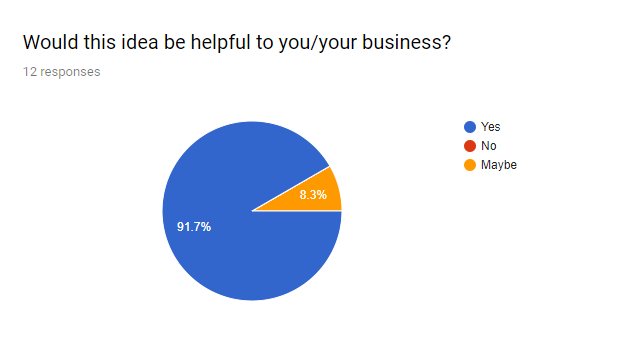 Would this idea be helpful to you/your business?
12 responses
Yes
No
Maybe
8.3%
91.7%